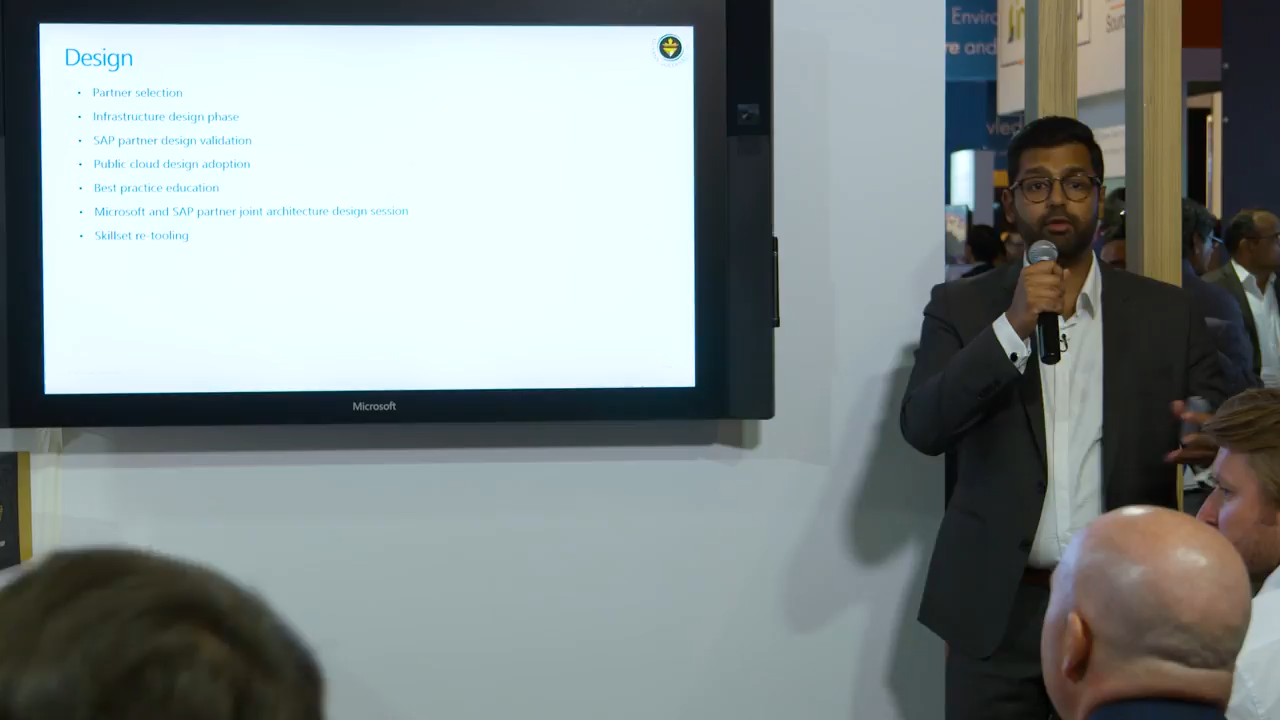 Design
• Partner selection
• Infrastructure design phase
• SAP partner design validation
• Public cloud design adoption
• Best practice education
• Microsoft and SAP partner joint architecture design session
• Skillset re-tooling
Microsoft